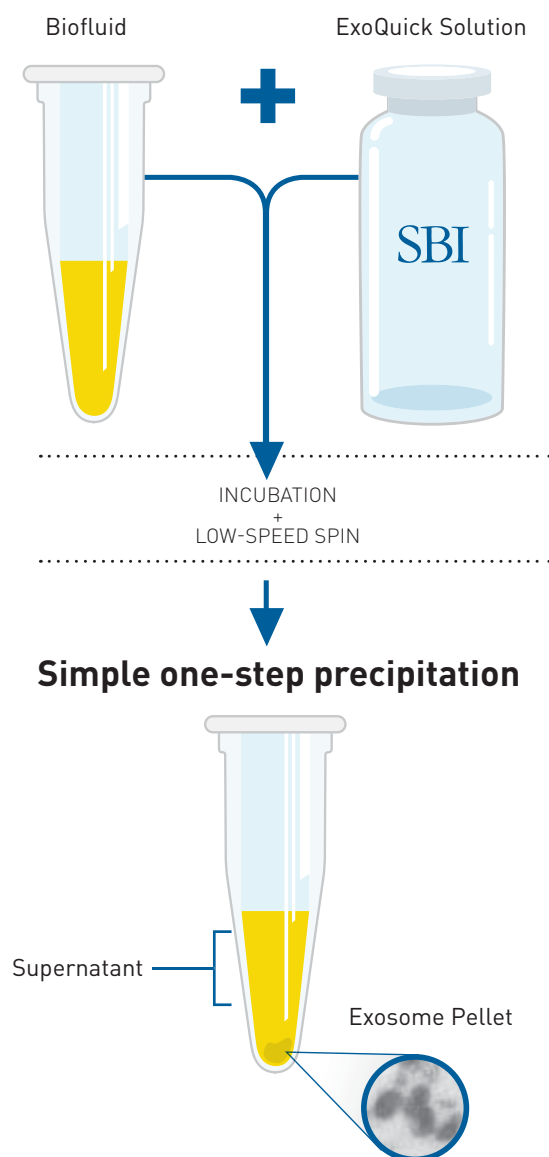 Biofluid
ExoQuick Solution
SBI
INCUBATION
+
LOW-SPEED SPIN
Simple one-step precipitation
Supernatant
Exosome Pellet